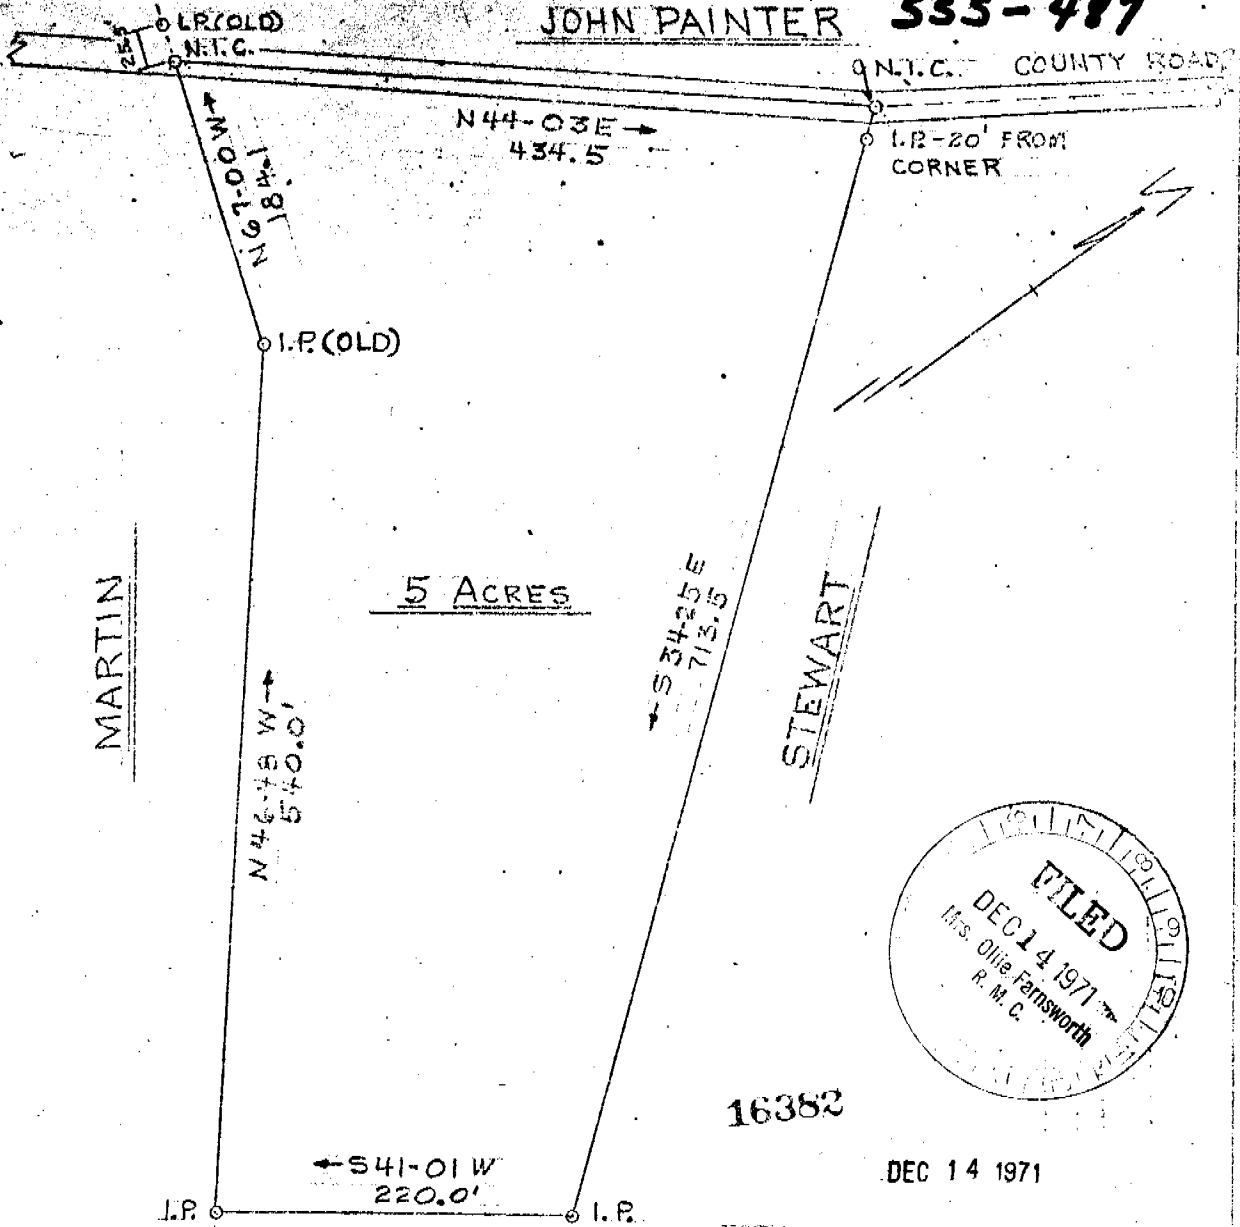 JOHN PAINTER
I.P.(OLD)
N.T.C.
25.5'
N.T.C.
COUNTY ROAD
N44-03E
434.5
I.P.-20' FROM
CORNER
N67-00W
184.1
I.P.(OLD)
5 ACRES
MARTIN
S34-25E
713.5
STEWART
N46-48 W
540.0'
FILED
DEC 14 1971
Mrs. Ollie Farnsworth
R. M. C.
16382
S41-01W
220.0'
DEC 14 1971
I.P.
I.P.